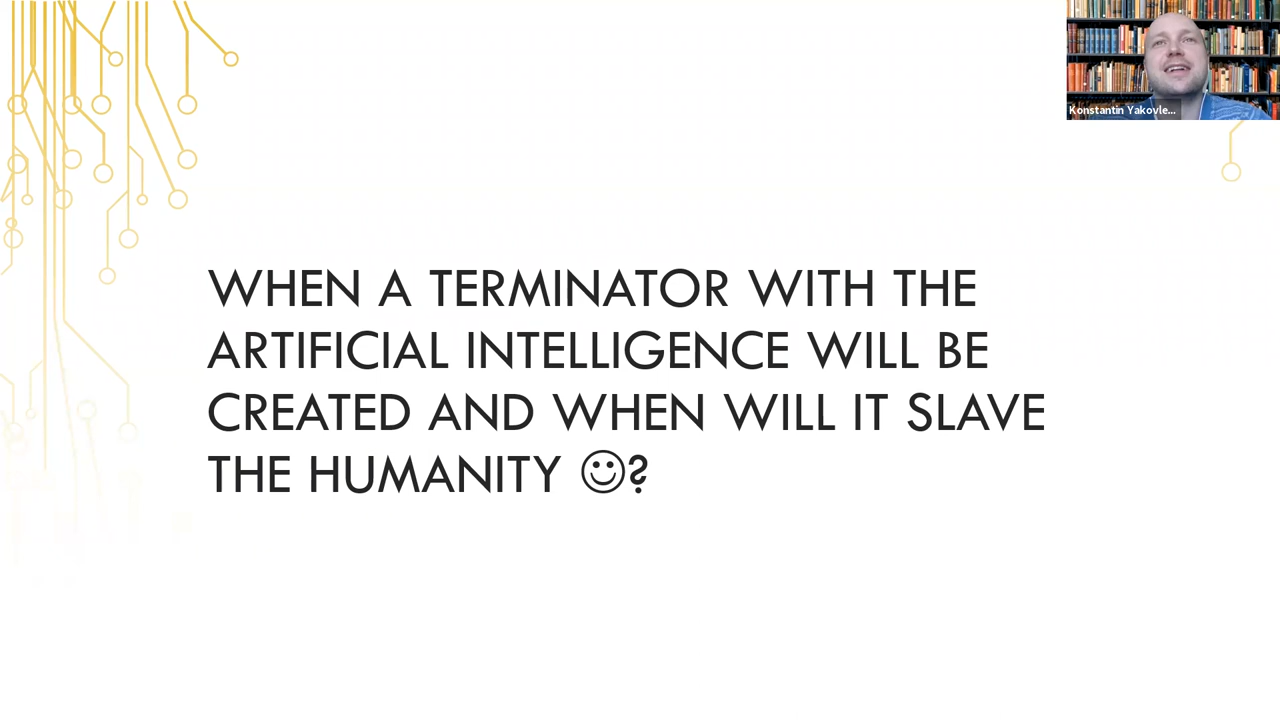 Konstantin Yakovle...
WHEN A TERMINATOR WITH THE
ARTIFICIAL INTELLIGENCE WILL BE
CREATED AND WHEN WILL IT SLAVE
THE HUMANITY ☺?